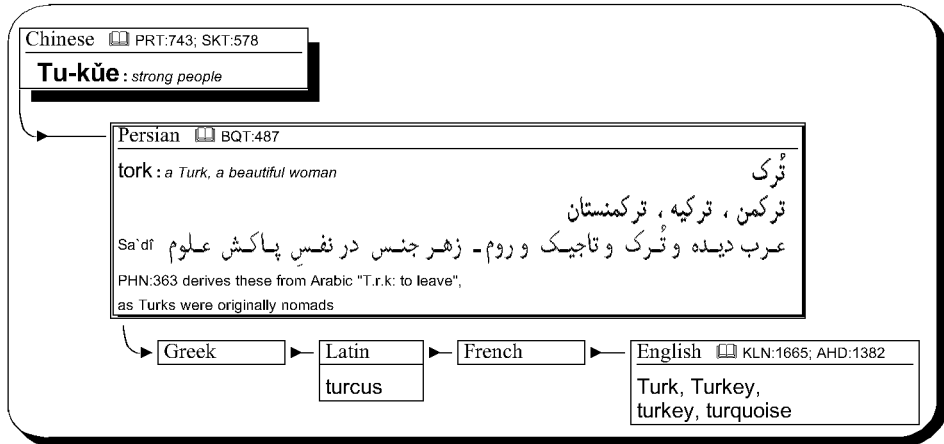 Chinese PRT:743; SKT:578
Tu-kŭe : strong people
Persian BQT:487
tork : a Turk, a beautiful woman
تُرک
ترکمن ، ترکیه ، ترکمنستان
عرب دیده و تُرک و تاجیک و روم ـ زهر جنس در نفسِ پاکش علوم Sa`dî
PHN:363 derives these from Arabic "T.r.k: to leave",
as Turks were originally nomads
Greek
Latin
turcus
French
English KLN:1665; AHD:1382
Turk, Turkey,
turkey, turquoise